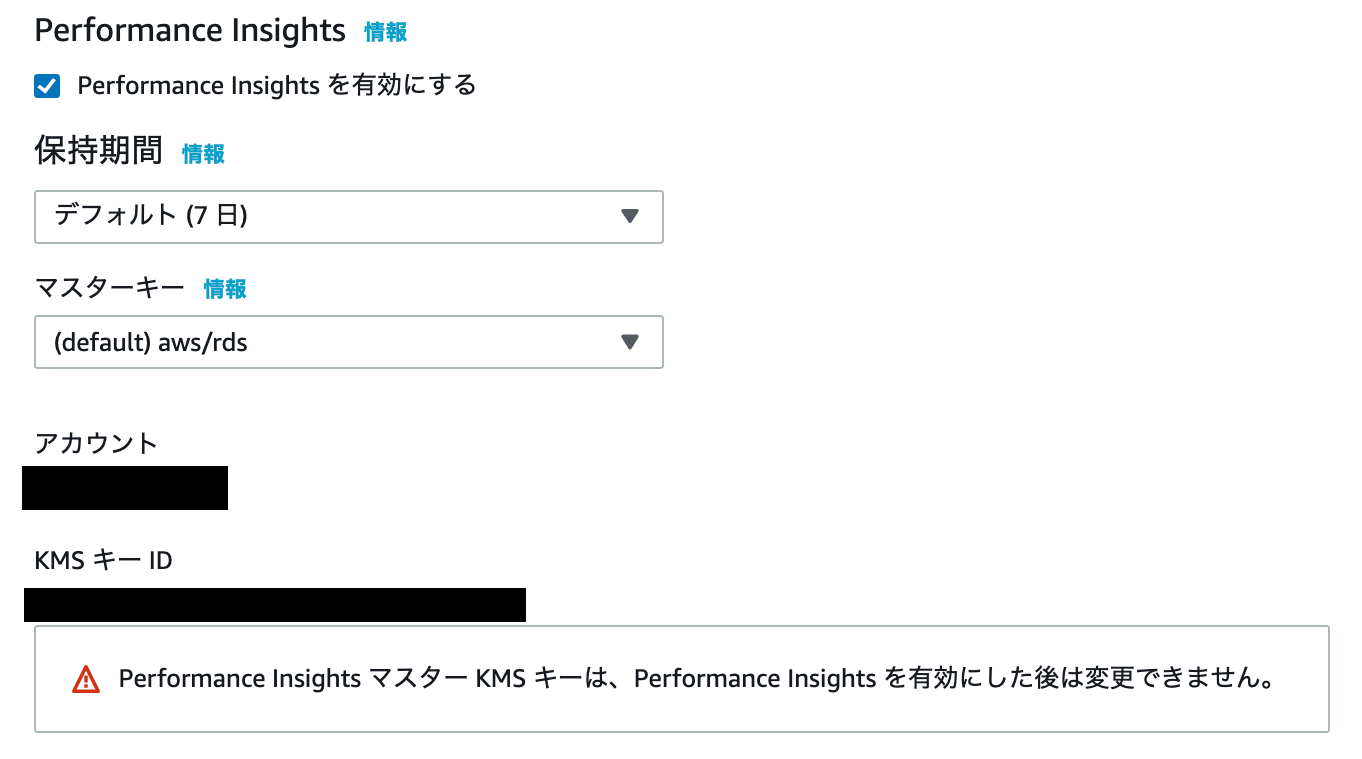 Performance Insights 情報
Performance Insights を有効にする
保持期間 情報
デフォルト (7 日)
マスターキー 情報
(default) aws/rds
アカウント
KMS キー ID
Performance Insights マスター KMS キーは、Performance Insights を有効にした後は変更できません。